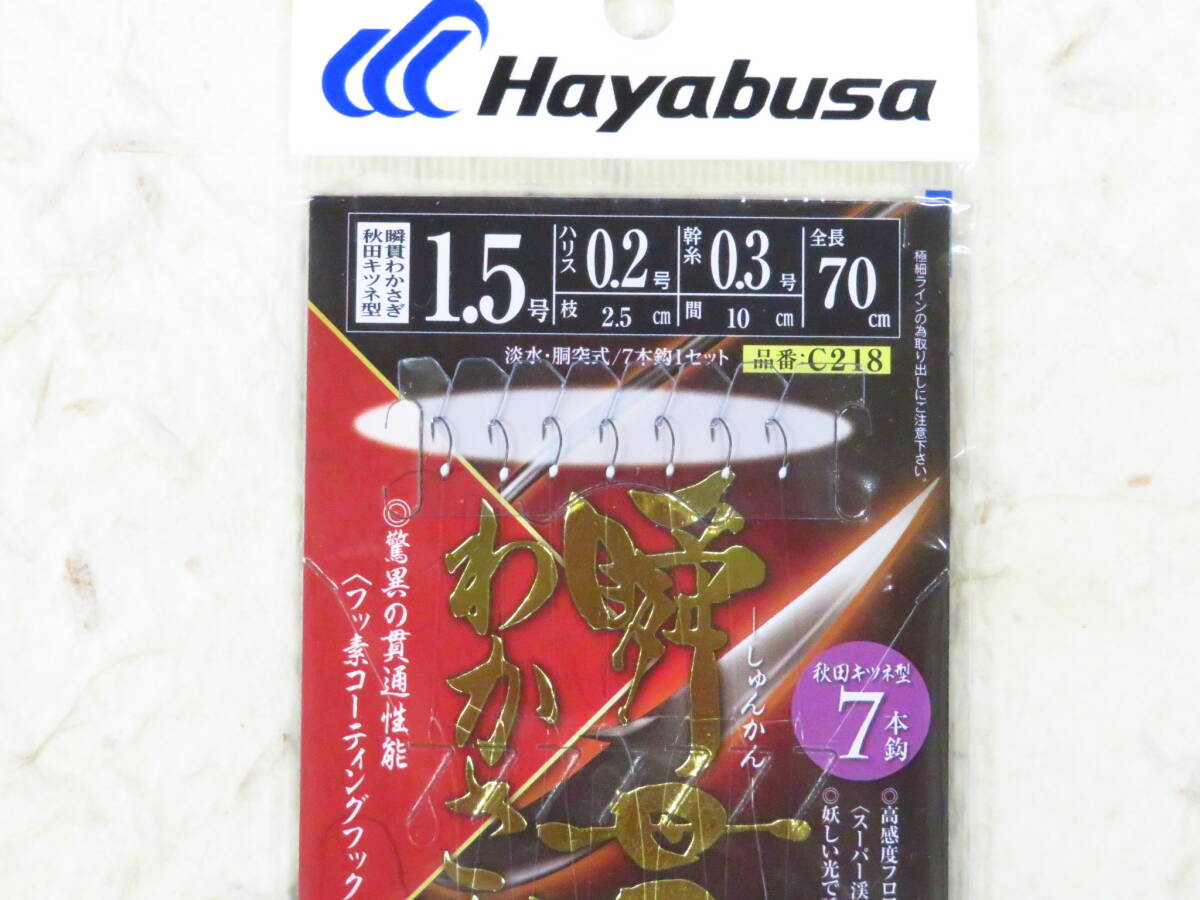 Hayabusa
瞬貫わかさぎ
秋田キツネ型
1.5号
ハリス 0.2号
枝 2.5 cm
幹糸 0.3号
間 10 cm
全長 70cm
淡水・胴突式/7本鈎1セット
品番:C218
極細ラインの為取り出しにご注意下さい。
瞬貫
しゅんかん
わかさ
◎驚異の貫通性能
〈フッ素コーティングフック
秋田キツネ型
7本鈎
◎高感度フロ
〈スーパー渓
◎妖しい光で